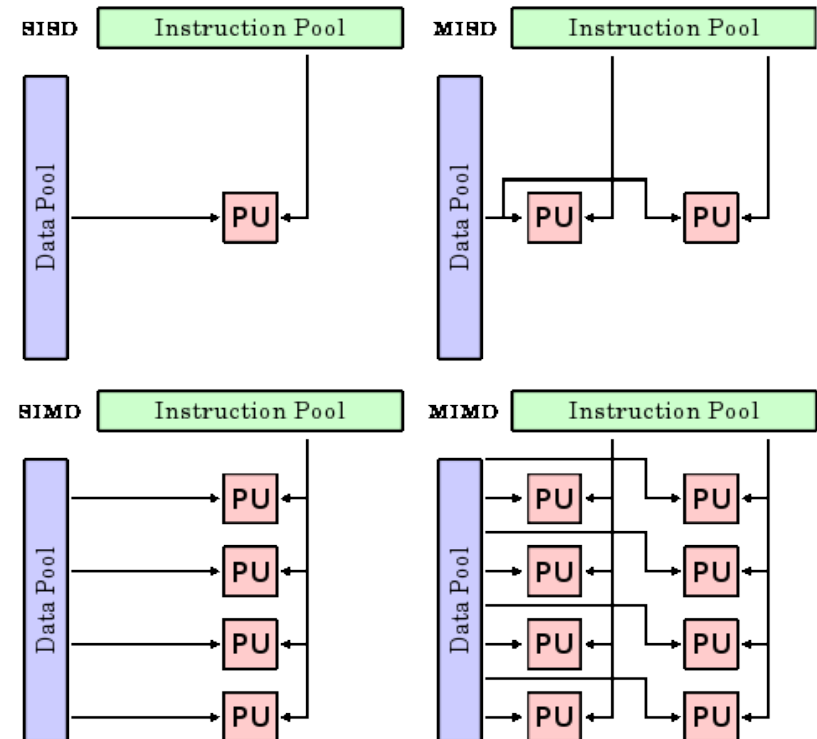 SISD Instruction Pool
Data Pool
PU
MISD Instruction Pool
Data Pool
PU PU
SIMD Instruction Pool
Data Pool
PU
PU
PU
PU
MIMD Instruction Pool
Data Pool
PU PU
PU PU
PU PU
PU PU